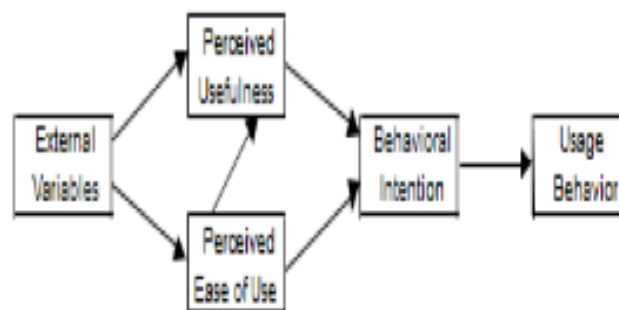 Perceived
Usefulness
External
Variables
Behavioral
Intention
Usage
Behavior
Perceived
Ease of Use